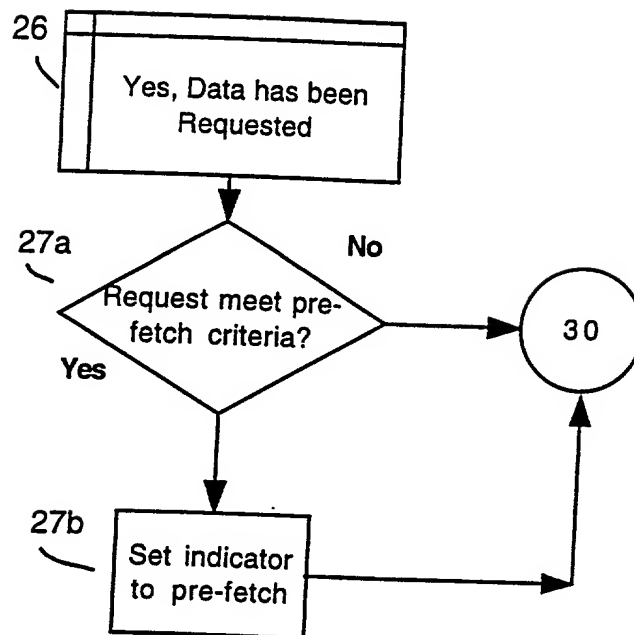 26
Yes, Data has been
Requested
27a
No
Request meet pre-
fetch criteria?
30
Yes
27b
Set indicator
to pre-fetch